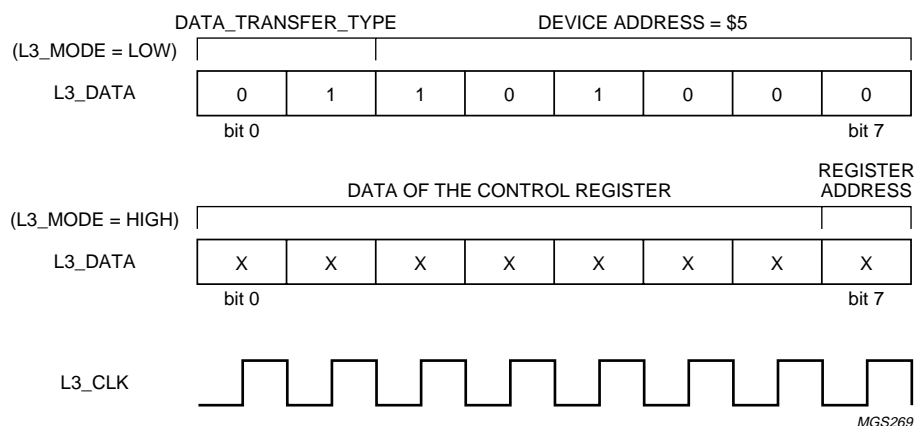 DATA_TRANSFER_TYPE DEVICE ADDRESS = $5
(L3_MODE = LOW)
L3_DATA 0 1 1 0 1 0 0 0
bit 0 bit 7
REGISTER
DATA OF THE CONTROL REGISTER ADDRESS
(L3_MODE = HIGH)
L3_DATA X X X X X X X X
bit 0 bit 7
L3_CLK
MGS269